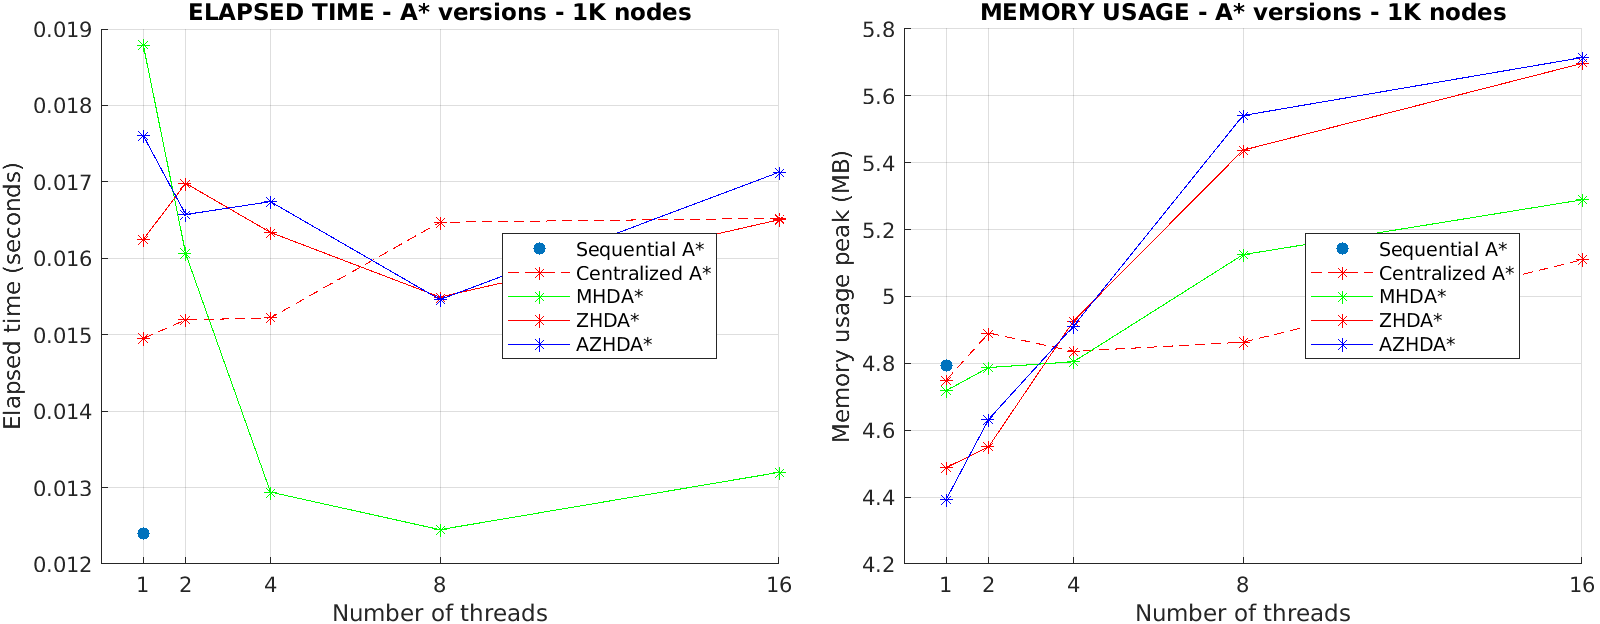 ELAPSED TIME - A* versions - 1K nodes
0.019
0.018
0.017
0.016
0.015
0.014
0.013
0.012
Elapsed time (seconds)
1 2 4 8 16
Number of threads
Sequential A*
Centralized A*
MHDA*
ZHDA*
AZHDA*
MEMORY USAGE - A* versions - 1K nodes
5.8
5.6
5.4
5.2
5
4.8
4.6
4.4
4.2
Memory usage peak (MB)
1 2 4 8 16
Number of threads
Sequential A*
Centralized A*
MHDA*
ZHDA*
AZHDA*